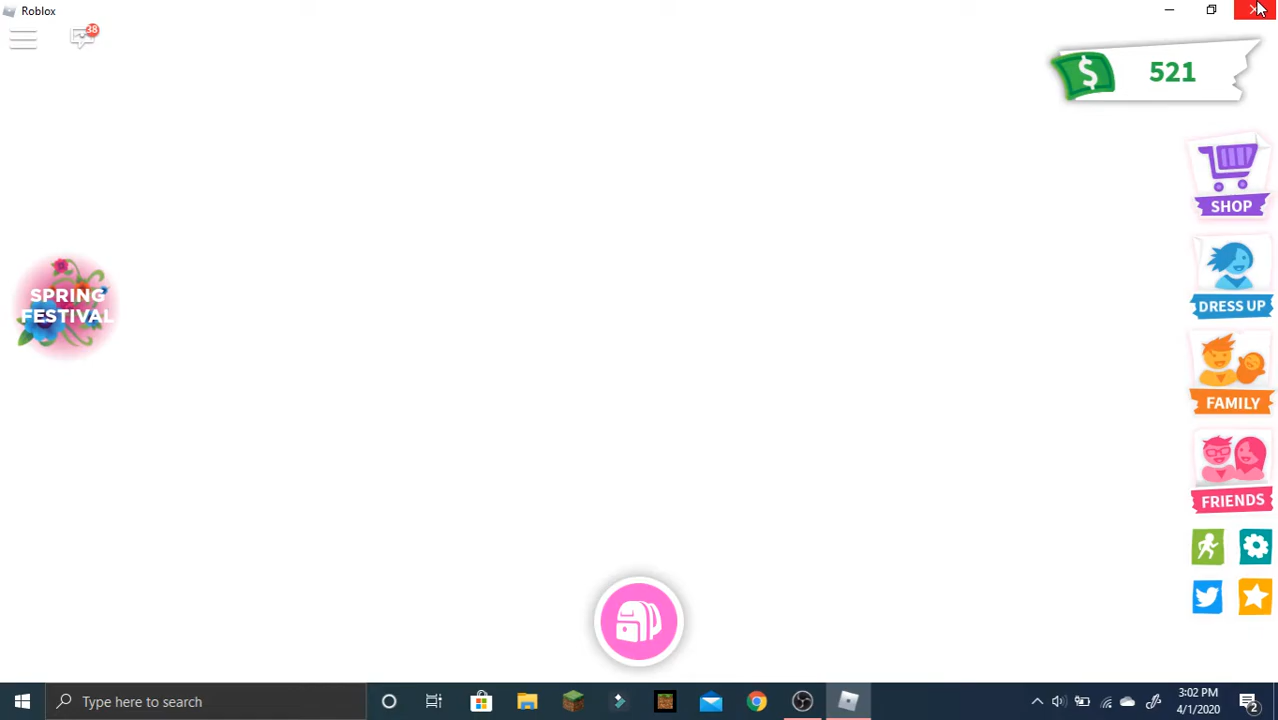 Roblox
38
$ 521
SHOP
DRESS UP
FAMILY
FRIENDS
SPRING
FESTIVAL
Type here to search
3:02 PM
4/1/2020
2